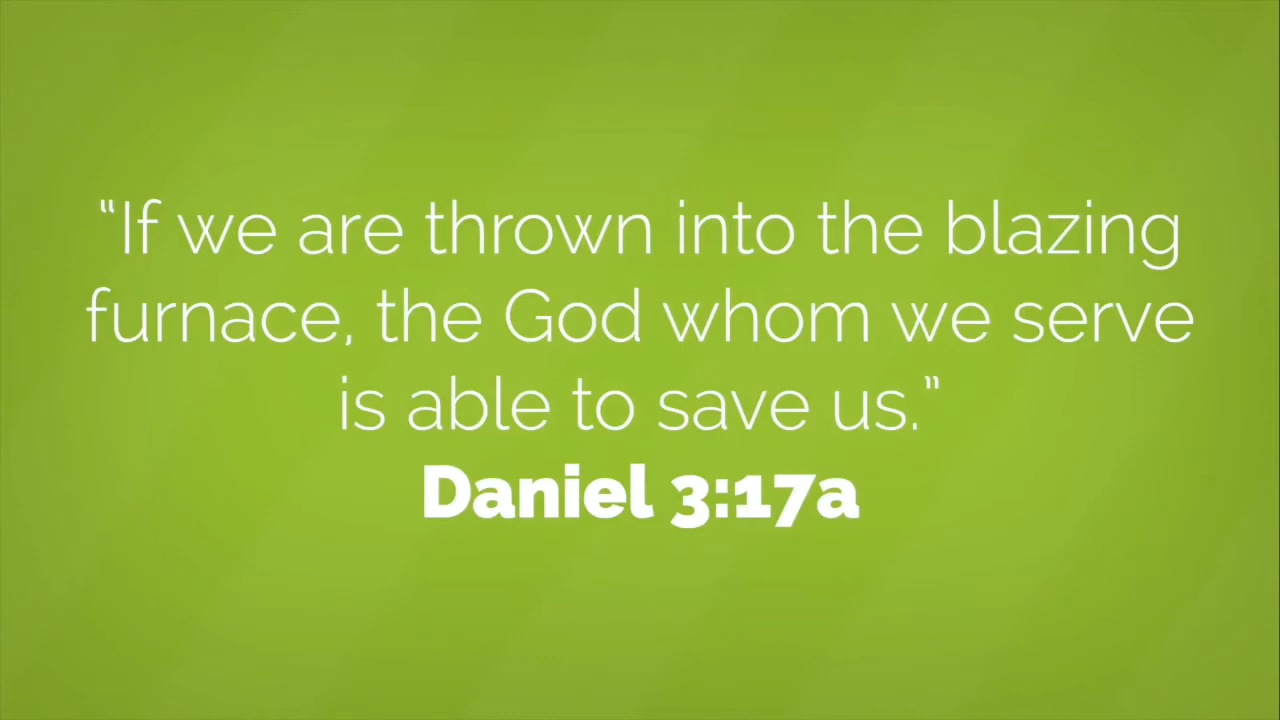 “If we are thrown into the blazing
furnace, the God whom we serve
is able to save us.”
Daniel 3:17a